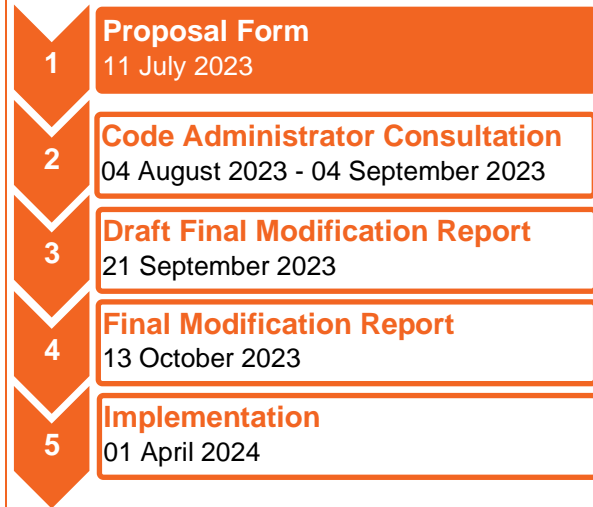 1
Proposal Form
11 July 2023
2
Code Administrator Consultation
04 August 2023 - 04 September 2023
3
Draft Final Modification Report
21 September 2023
4
Final Modification Report
13 October 2023
5
Implementation
01 April 2024